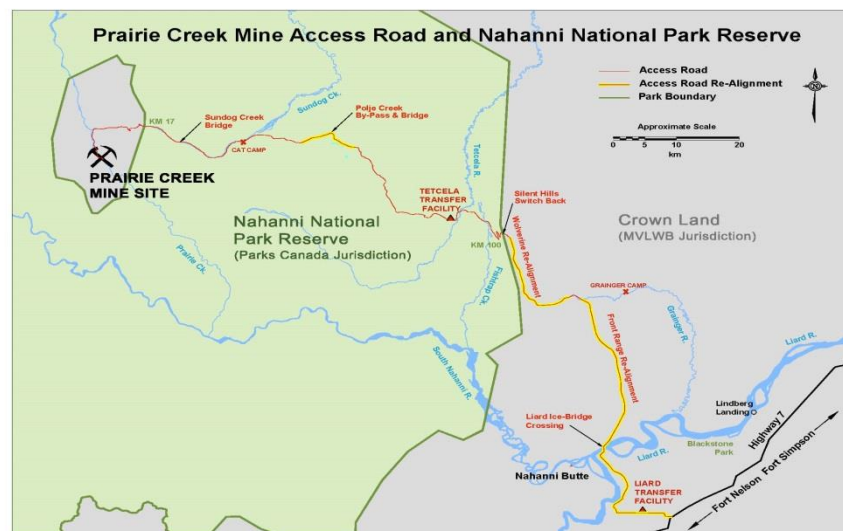 Prairie Creek Mine Access Road and Nahanni National Park Reserve
Access Road
Access Road Re-Alignment
Park Boundary
N
Approximate Scale
0
10
20
km
Sundog Ck.
Polje Creek
By-Pass & Bridge
Sundog Creek
Bridge
KM 17
CAT CAMP
PRAIRIE CREEK
MINE SITE
Tetcela R.
TETCELA
TRANSFER
FACILITY
Silent Hills
Switch Back
Nahanni National
Park Reserve
(Parks Canada Jurisdiction)
Crown Land
(MVLWB Jurisdiction)
KM 100
Wolverine Re-Alignment
Prairie Ck.
Fishtrap Ck.
GRAINGER CAMP
Grainger R.
Front Range Re-Alignment
Liard R.
South Nahanni R.
Lindberg
Landing
Highway 7
Liard Ice-Bridge
Crossing
Liard R.
Blackstone
Park
Nahanni Butte
LIARD
TRANSFER
FACILITY
Fort Nelson
Fort Simpson